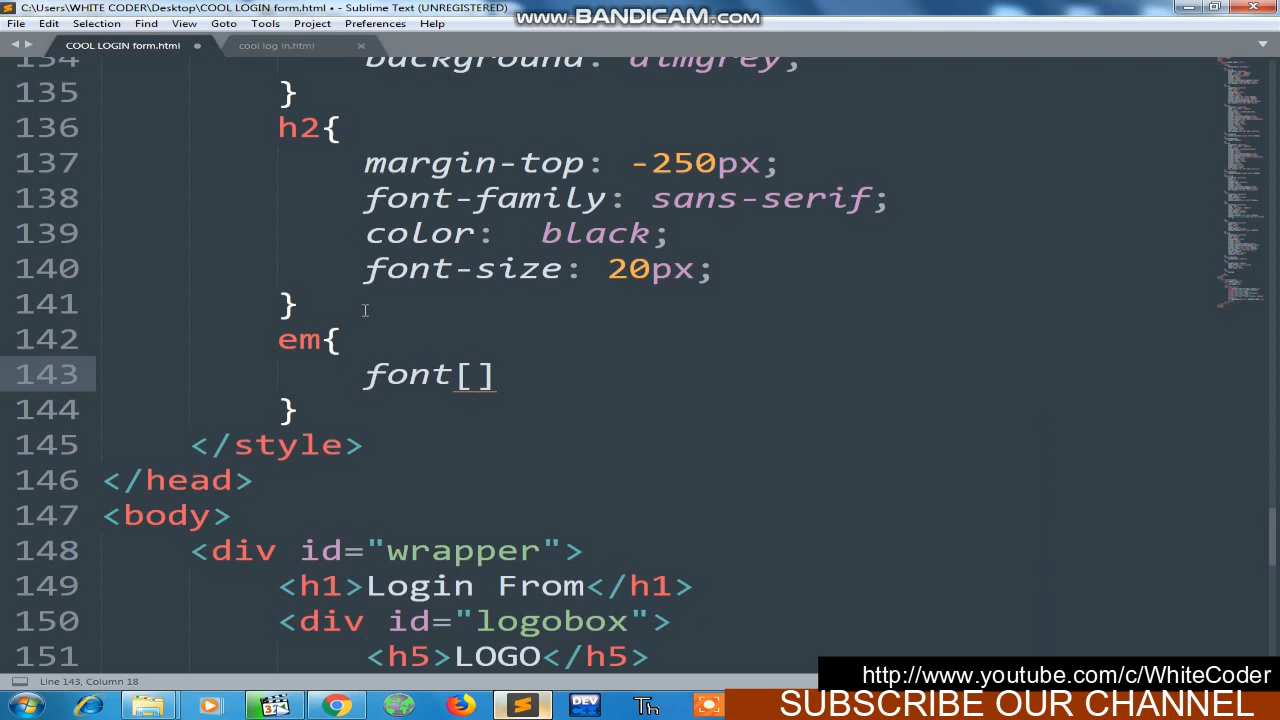 C:\Users\WHITE CODER\Desktop\COOL LOGIN form.html • - Sublime Text (UNREGISTERED)
www.BANDICAM.com
File Edit Selection Find View Goto Tools Project Preferences Help
COOL LOGIN form.html cool log in.html
134 background: dimgrey;
135 }
136 h2{
137 margin-top: -250px;
138 font-family: sans-serif;
139 color:  black;
140 font-size: 20px;
141 }
142 em{
143 font[]
144 }
145 </style>
146 </head>
147 <body>
148 <div id="wrapper">
149 <h1>Login From</h1>
150 <div id="logobox">
151 <h5>LOGO</h5>
Line 143, Column 18
http://www.youtube.com/c/WhiteCoder
SUBSCRIBE OUR CHANNEL